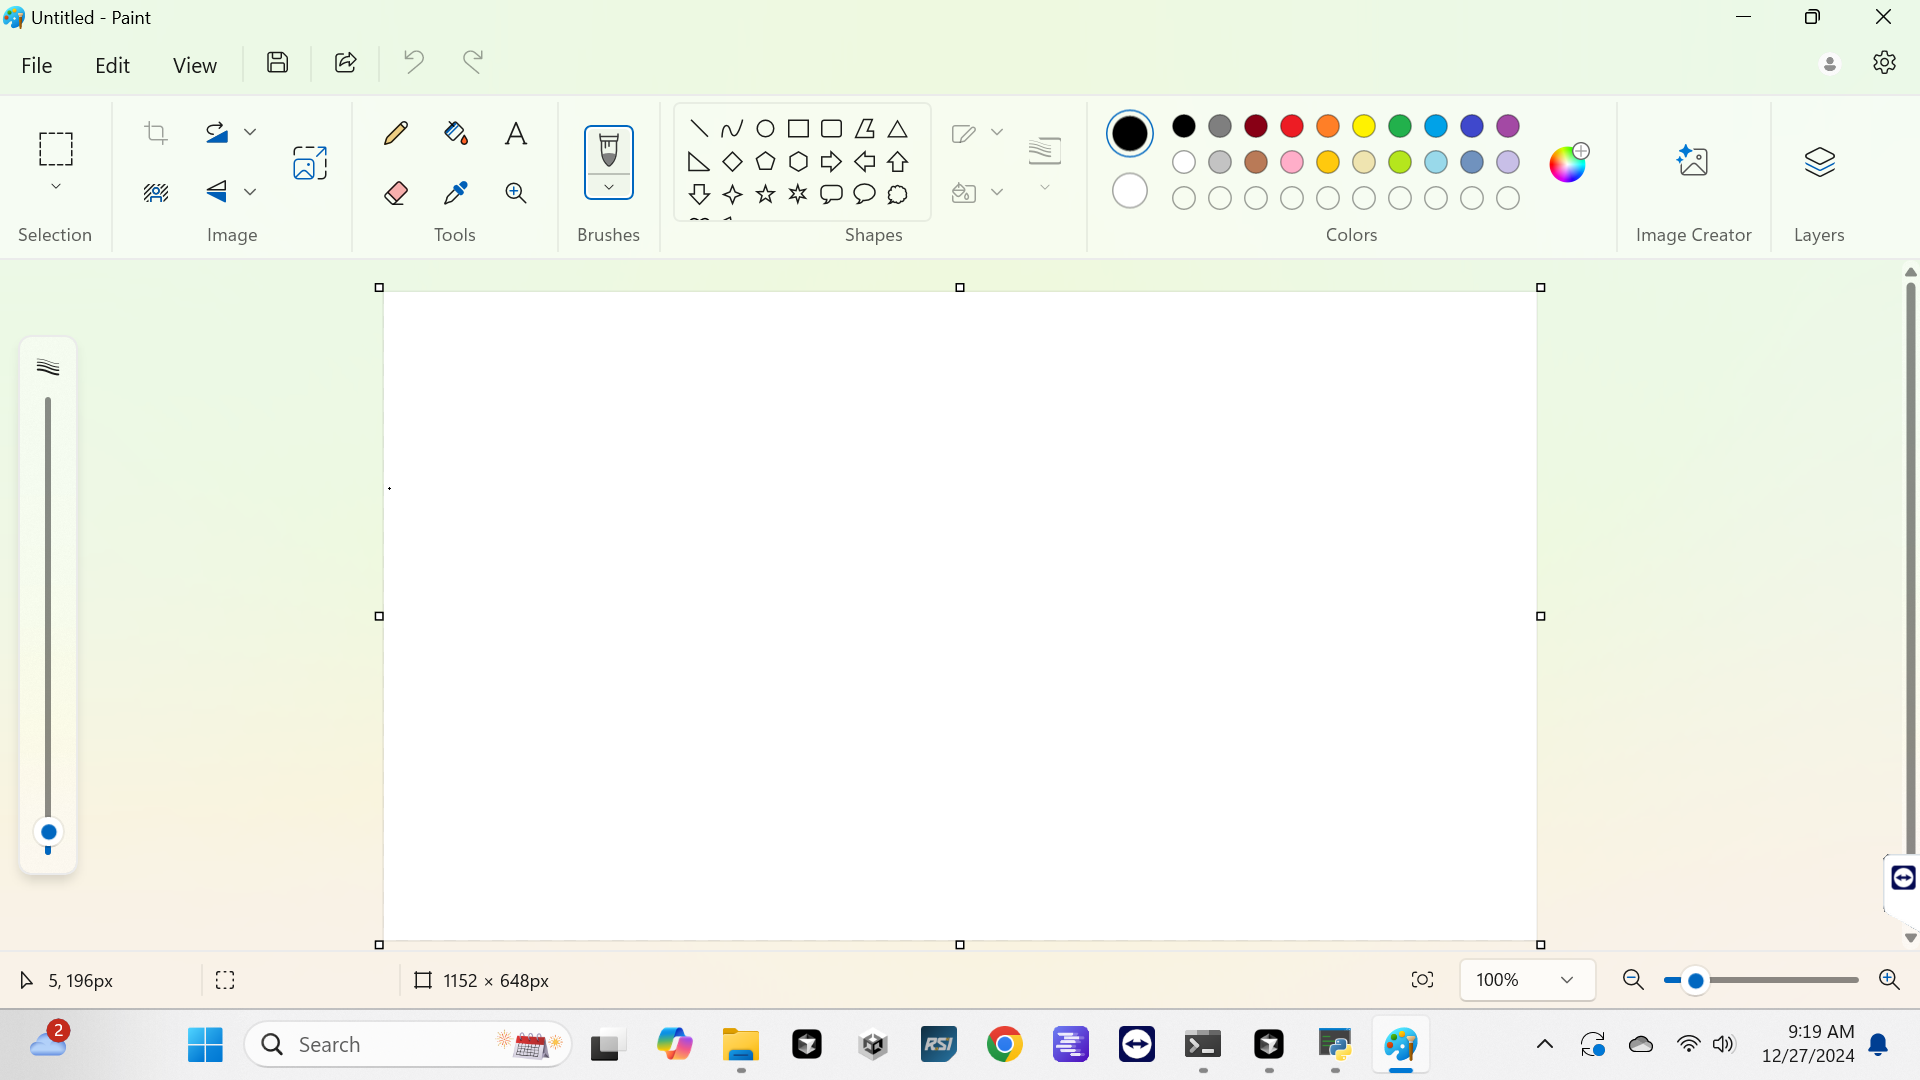 Untitled - Paint
File Edit View
Selection Image Tools Brushes Shapes Colors Image Creator Layers
5, 196px 1152 × 648px 100%
2 Search RSI 9:19 AM
12/27/2024